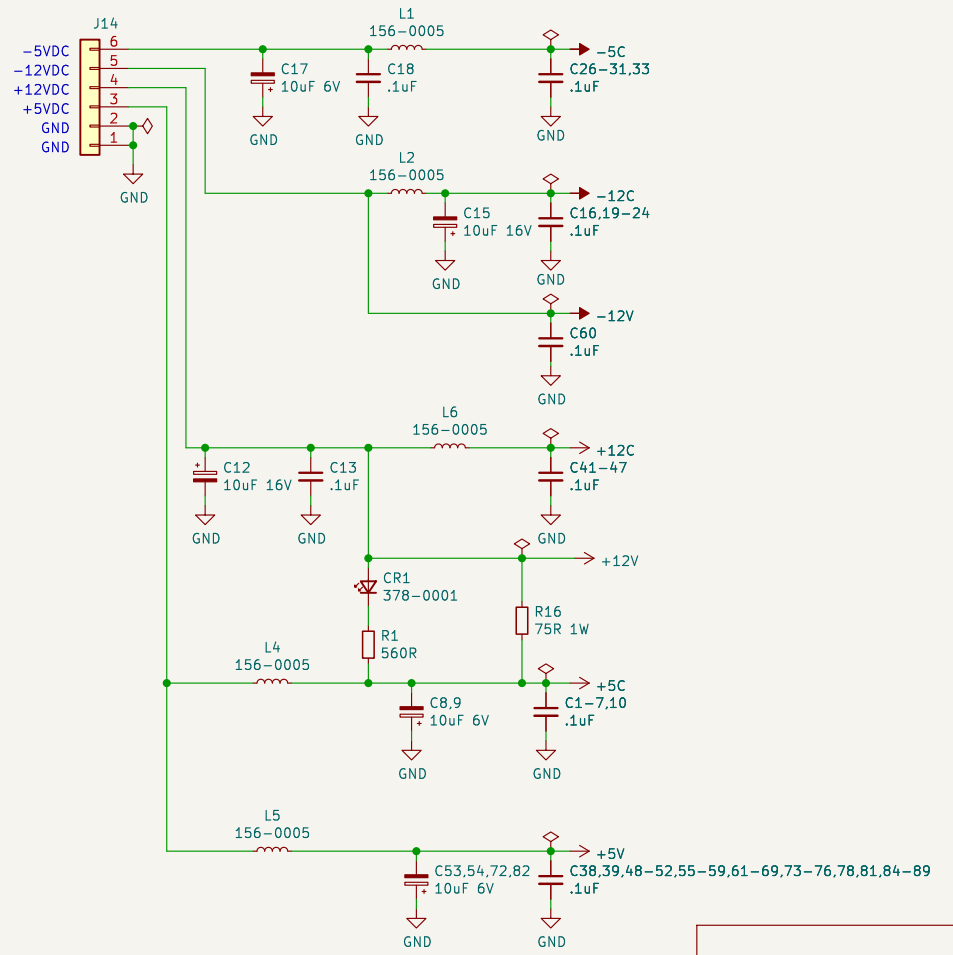 J14
6
-5VDC
5
-12VDC
4
+12VDC
3
+5VDC
2
GND
1
GND
GND
L1
156-0005
-5C
C17
10uF 6V
+
GND
C18
.1uF
GND
C26-31,33
.1uF
GND
L2
156-0005
-12C
C15
10uF 16V
+
GND
C16,19-24
.1uF
GND
-12V
C60
.1uF
GND
L6
156-0005
+12C
+
C12
10uF 16V
GND
C13
.1uF
GND
C41-47
.1uF
GND
+12V
CR1
378-0001
R16
75R 1W
R1
560R
L4
156-0005
+5C
C8,9
10uF 6V
+
GND
C1-7,10
.1uF
GND
L5
156-0005
+5V
C53,54,72,82
10uF 6V
+
GND
C38,39,48-52,55-59,61-69,73-76,78,81,84-89
.1uF
GND